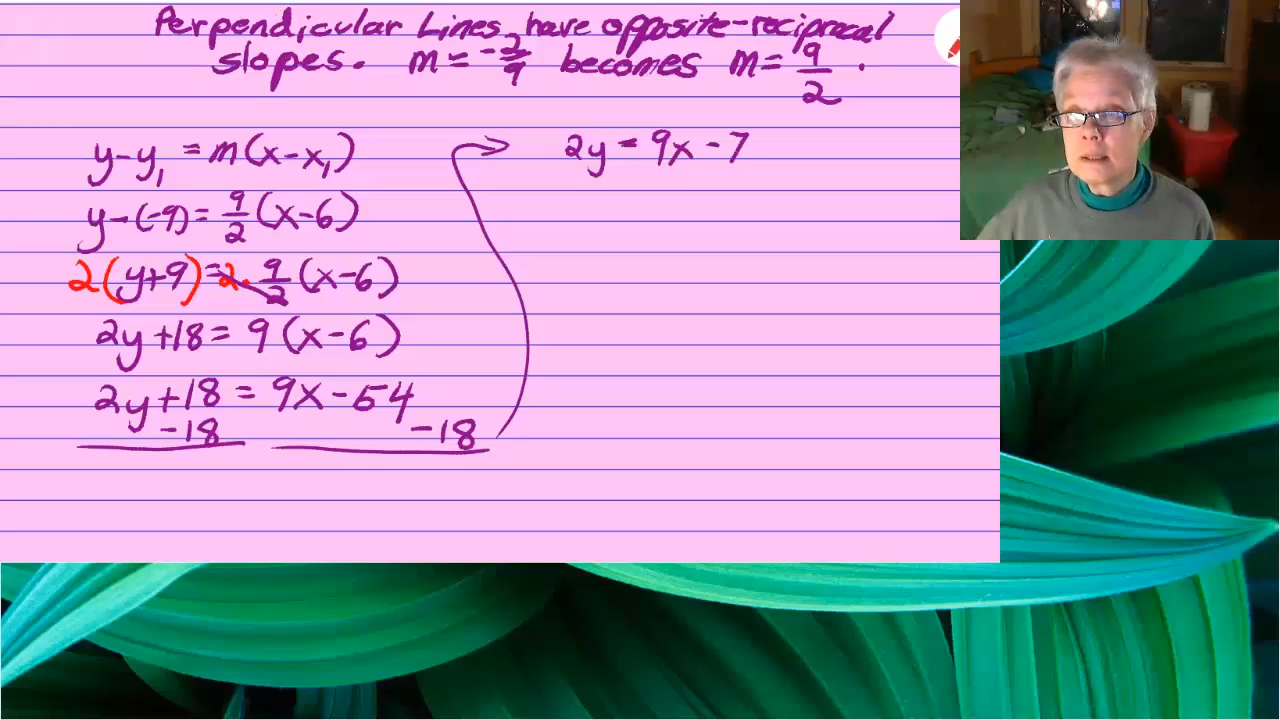 Perpendicular Lines have opposite-reciprocal
slopes. m = -2/9 becomes m = 9/2.
y - y₁ = m(x - x₁)
y - (-9) = 9/2 (x - 6)
2(y + 9) = 2 · 9/2 (x - 6)
2y + 18 = 9 (x - 6)
2y + 18 = 9x - 54
-18 -18
2y = 9x - 7